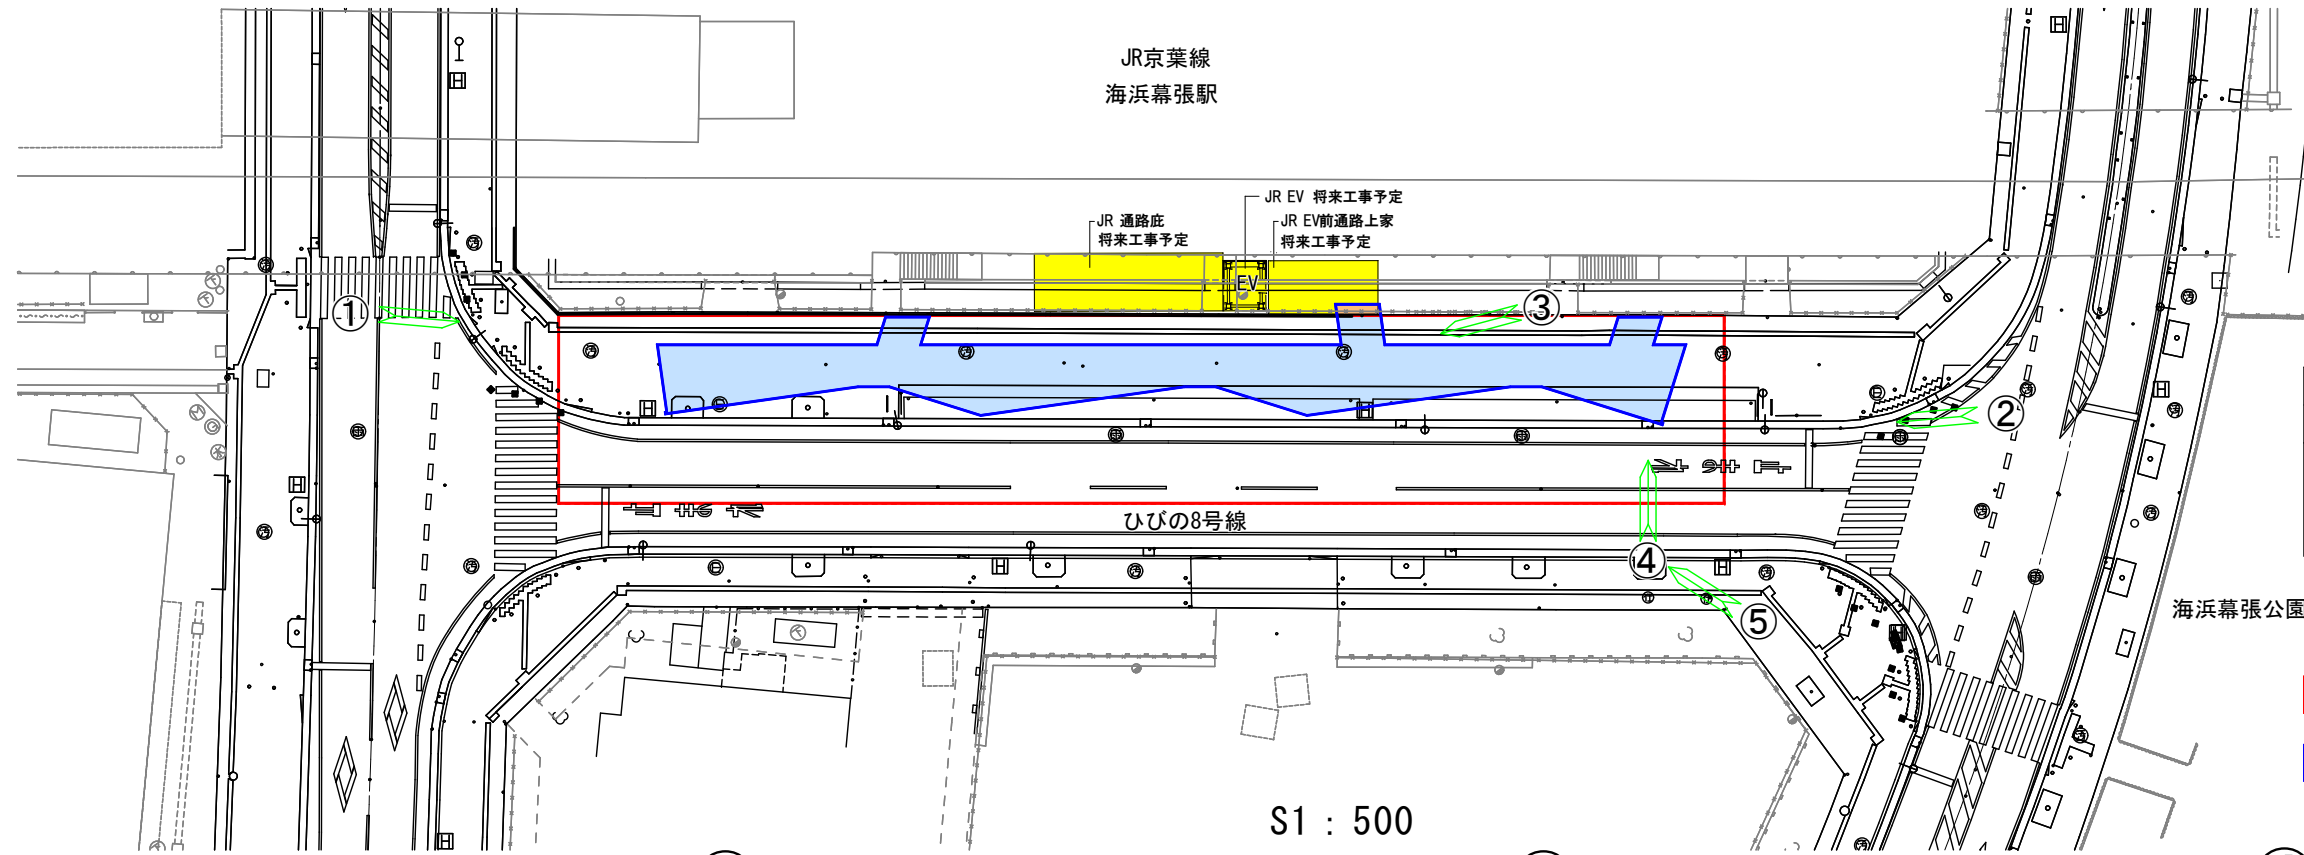 JR京葉線
海浜幕張駅
JR EV 将来工事予定
JR 通路庇
将来工事予定
JR EV前通路上家
将来工事予定
EV
①
③
②
ひびの8号線
④
⑤
海浜幕張公園
S1 : 500